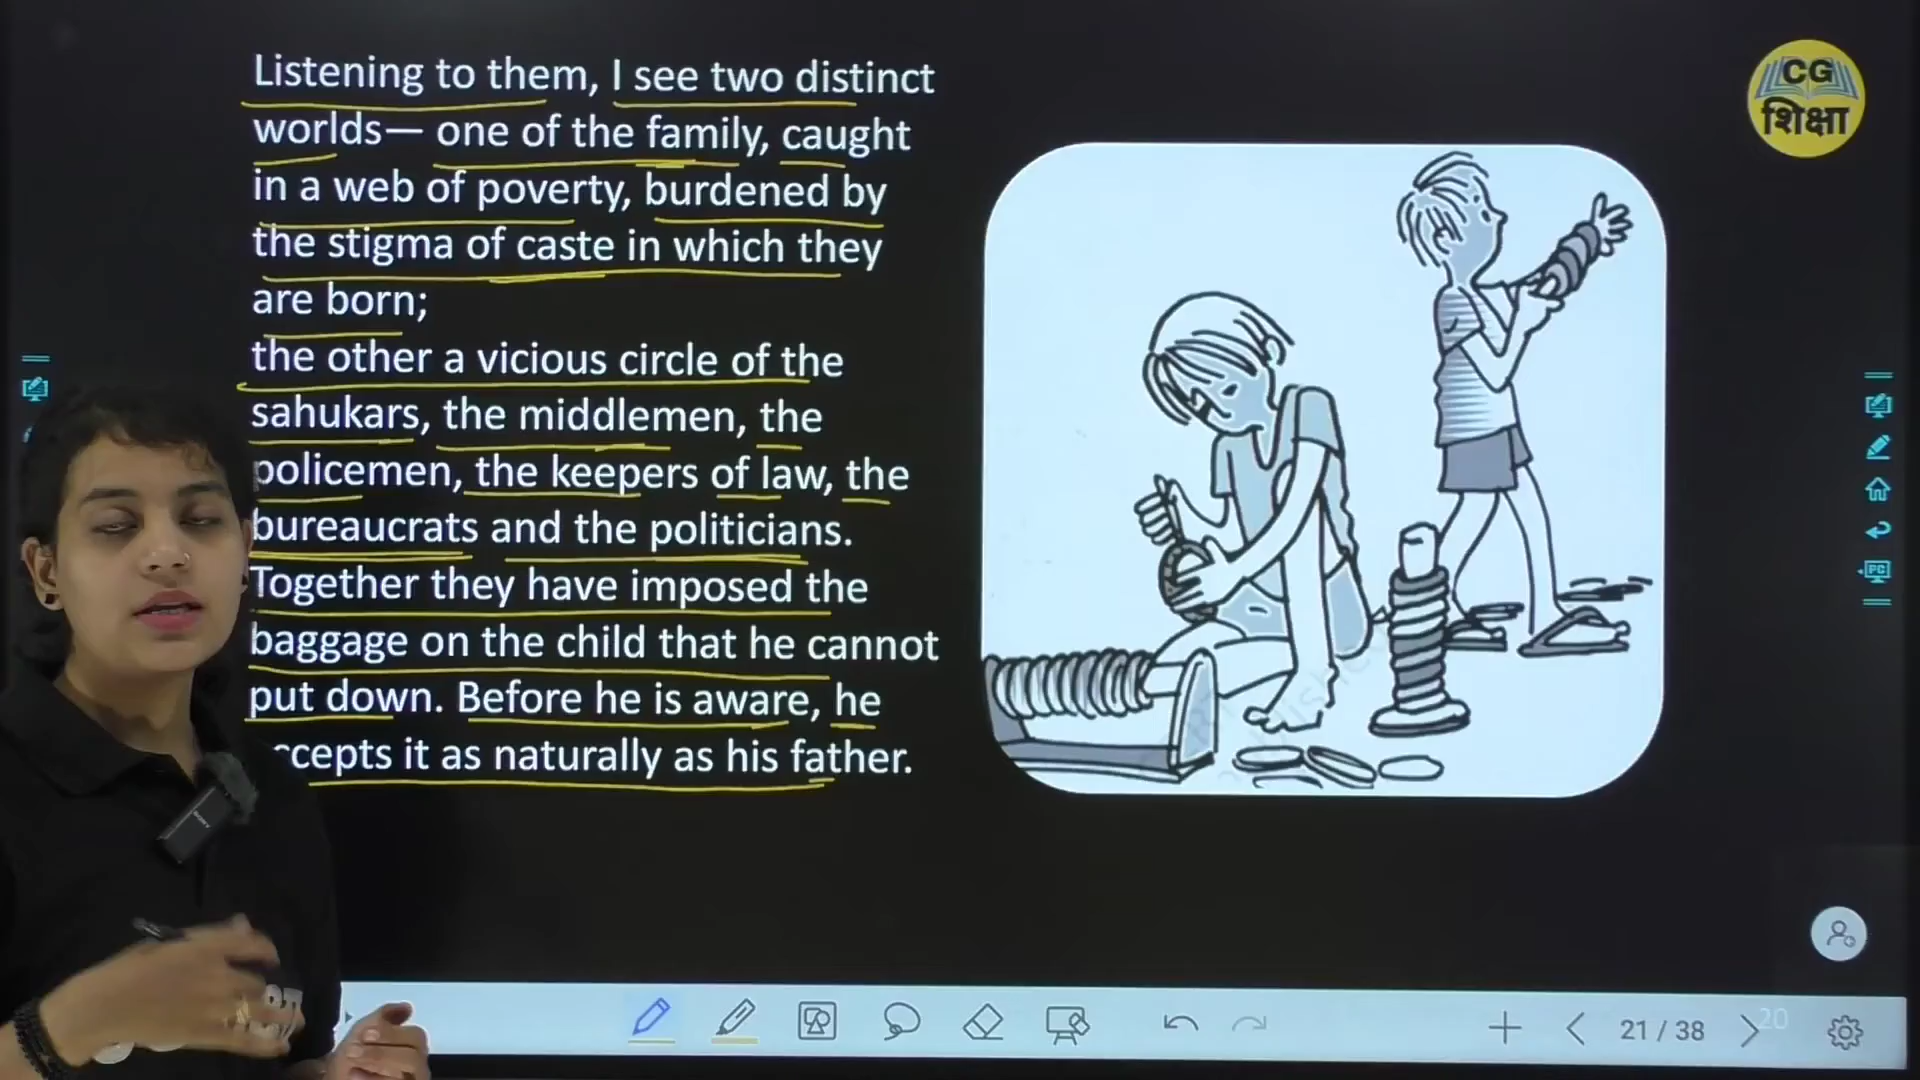 Listening to them, I see two distinct
worlds— one of the family, caught
in a web of poverty, burdened by
the stigma of caste in which they
are born;
the other a vicious circle of the
sahukars, the middlemen, the
policemen, the keepers of law, the
bureaucrats and the politicians.
Together they have imposed the
baggage on the child that he cannot
put down. Before he is aware, he
ccepts it as naturally as his father.
CG
शिक्षा
PC
21 / 38
20